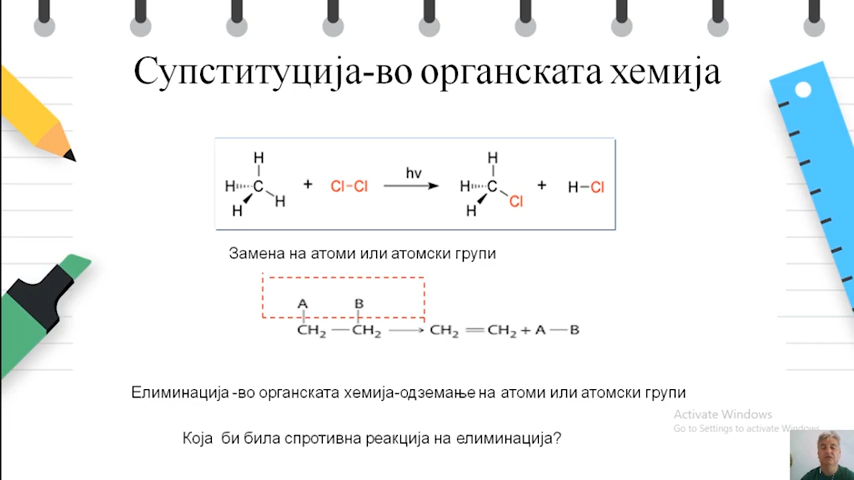 Супституција-во органската хемија
H H
H C H + Cl-Cl hv H C Cl + H-Cl
H H
Замена на атоми или атомски групи
A B
CH2 — CH2 → CH2 = CH2 + A — B
Елиминација -во органската хемија-одземање на атоми или атомски групи
Која би била спротивна реакција на елиминација?
Activate Windows
Go to Settings to activate Windows.